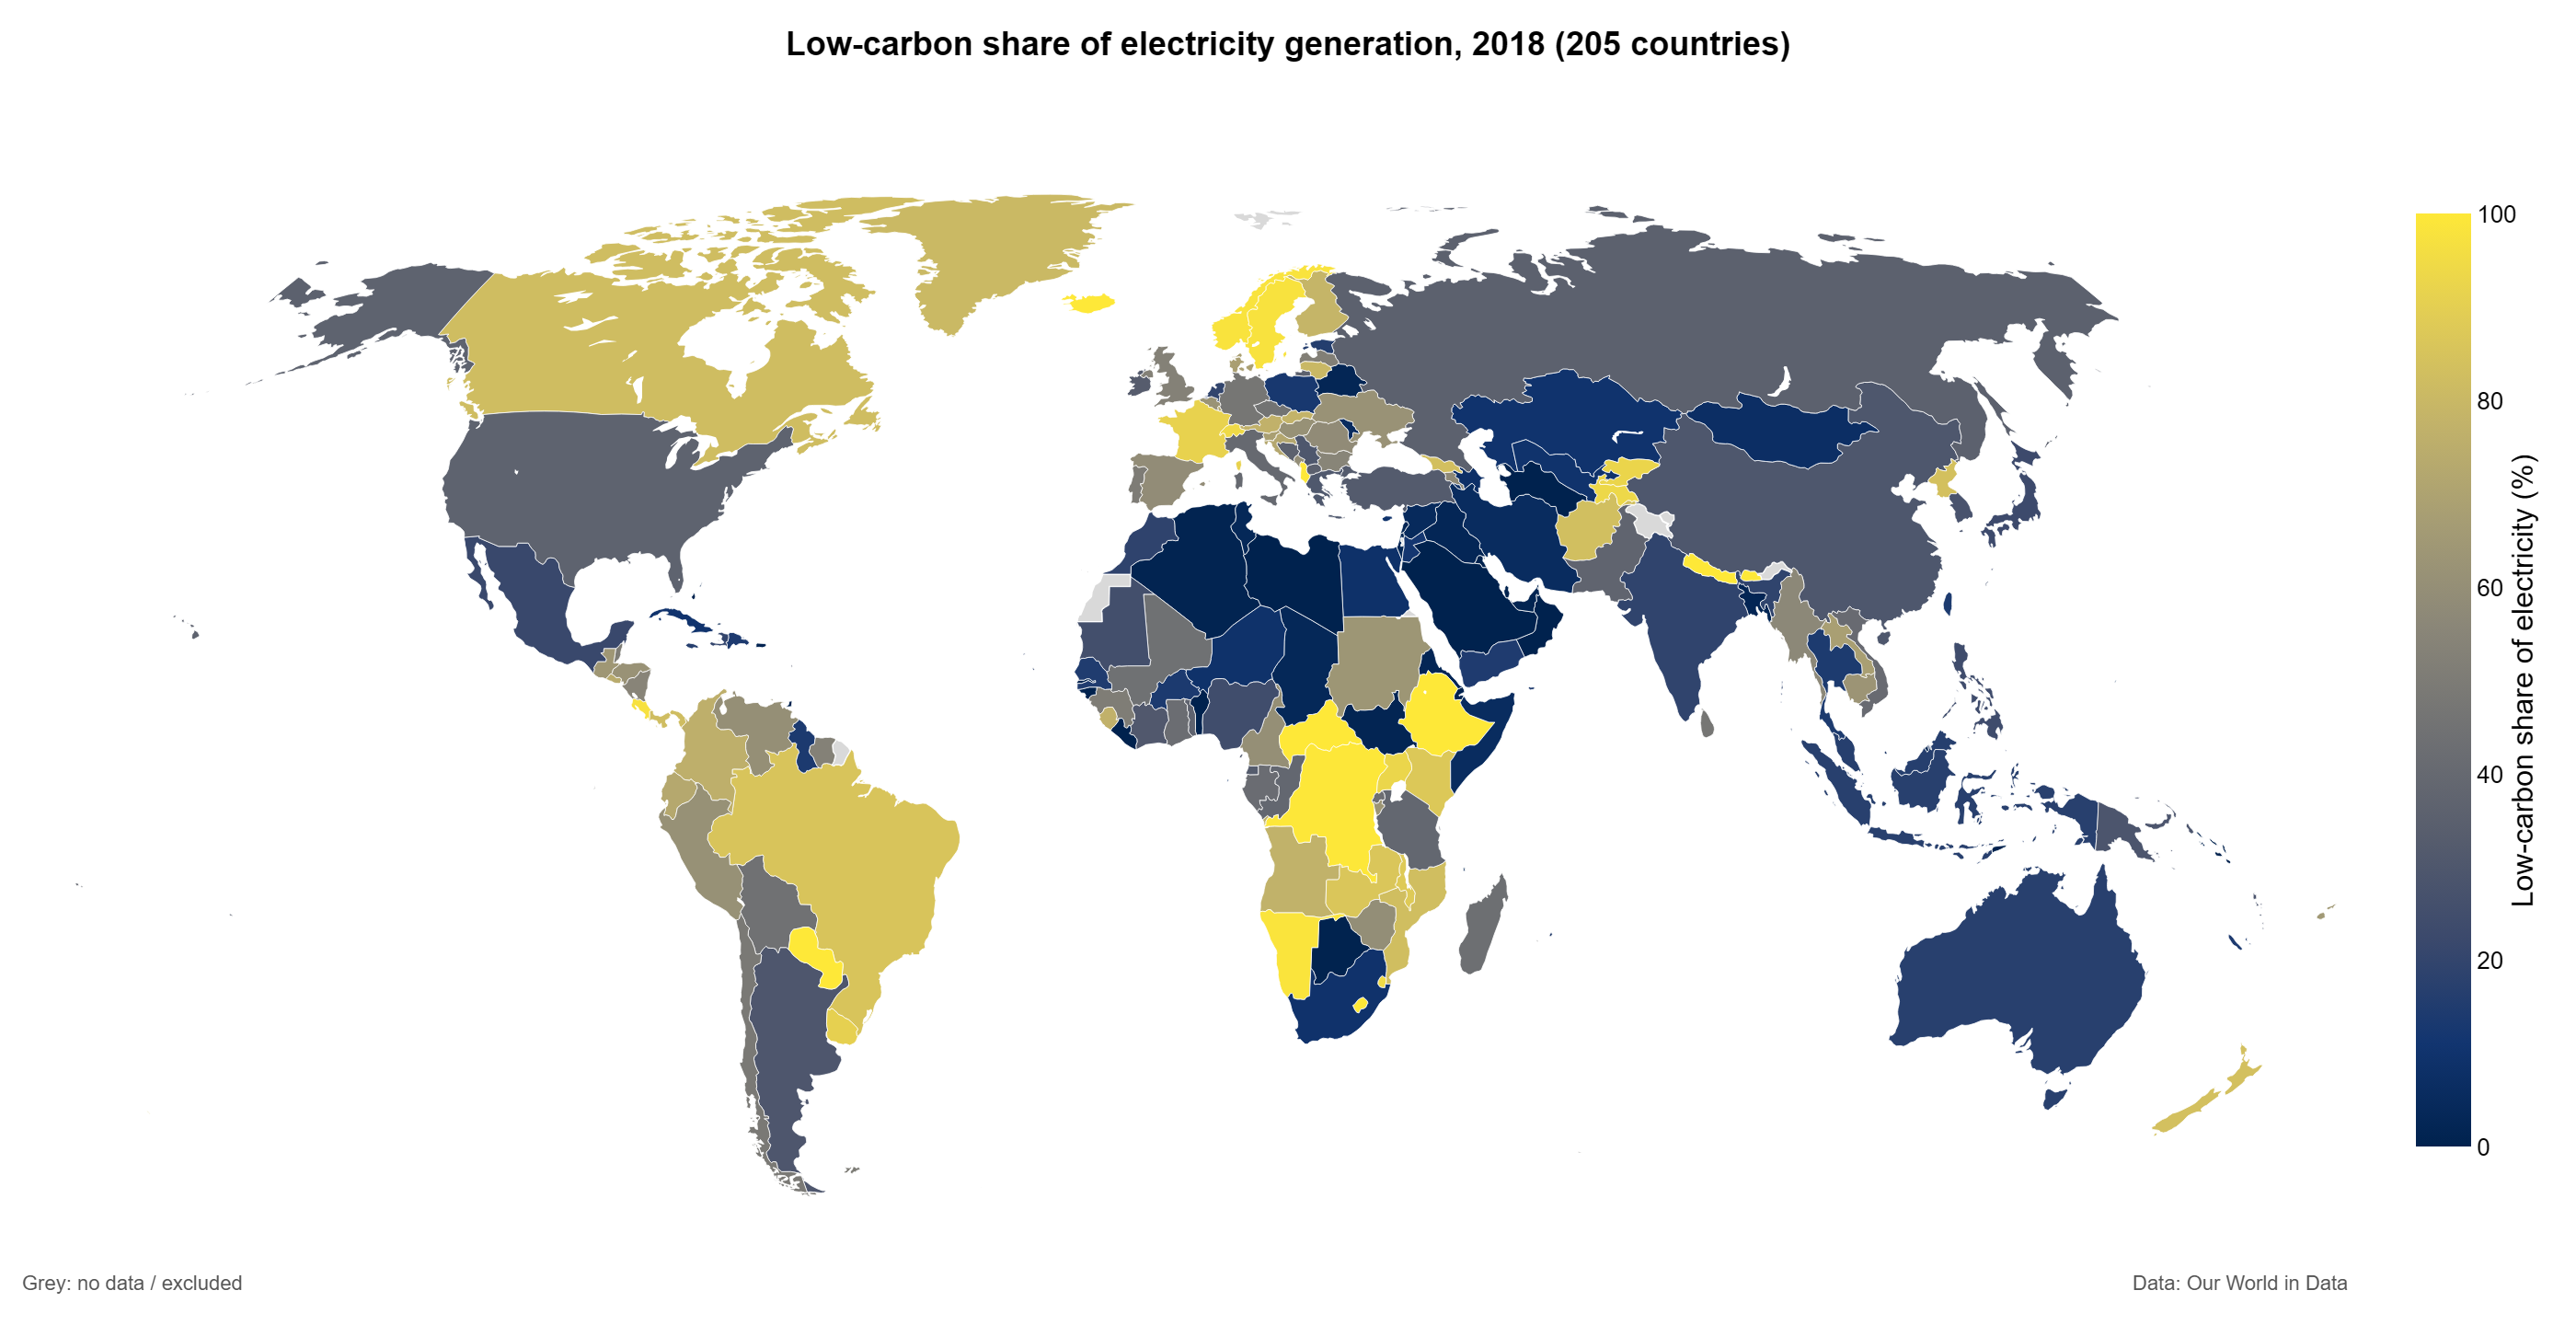 Low-carbon share of electricity generation, 2018 (205 countries)
100
80
60
40
20
0
Low-carbon share of electricity (%)
Grey: no data / excluded
Data: Our World in Data